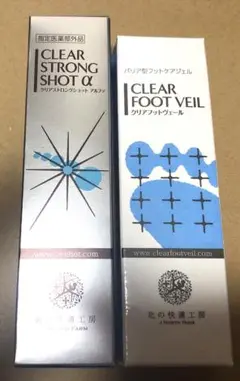 指定医薬部外品
CLEAR
STRONG
SHOT α
クリアストロングショット アルファ
北の快適工房
バリア型フットケアジェル
CLEAR
FOOT VEIL
クリアフットヴェール
www.clearfootveil.com
北の快適工房